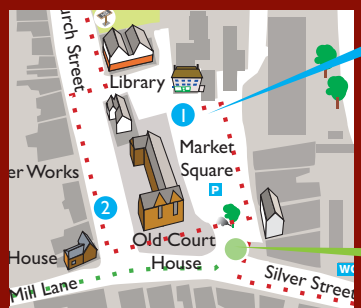 urch Street
Library
1
Market
Square
P
er Works
2
Old Court
House
House
Mill Lane
Silver Street
WC